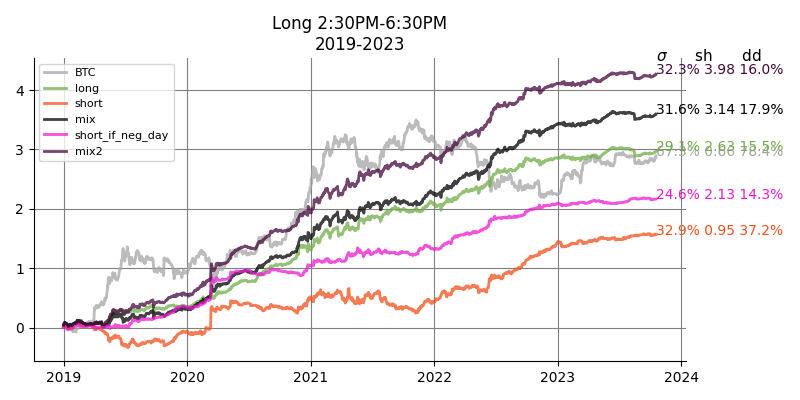 Long 2:30PM-6:30PM
2019-2023
σ sh dd
32.3% 3.98 16.0%
31.6% 3.14 17.9%
29.1% 2.63 15.5%
24.6% 2.13 14.3%
32.9% 0.95 37.2%
BTC
long
short
mix
short_if_neg_day
mix2
4
3
2
1
0
2019 2020 2021 2022 2023 2024